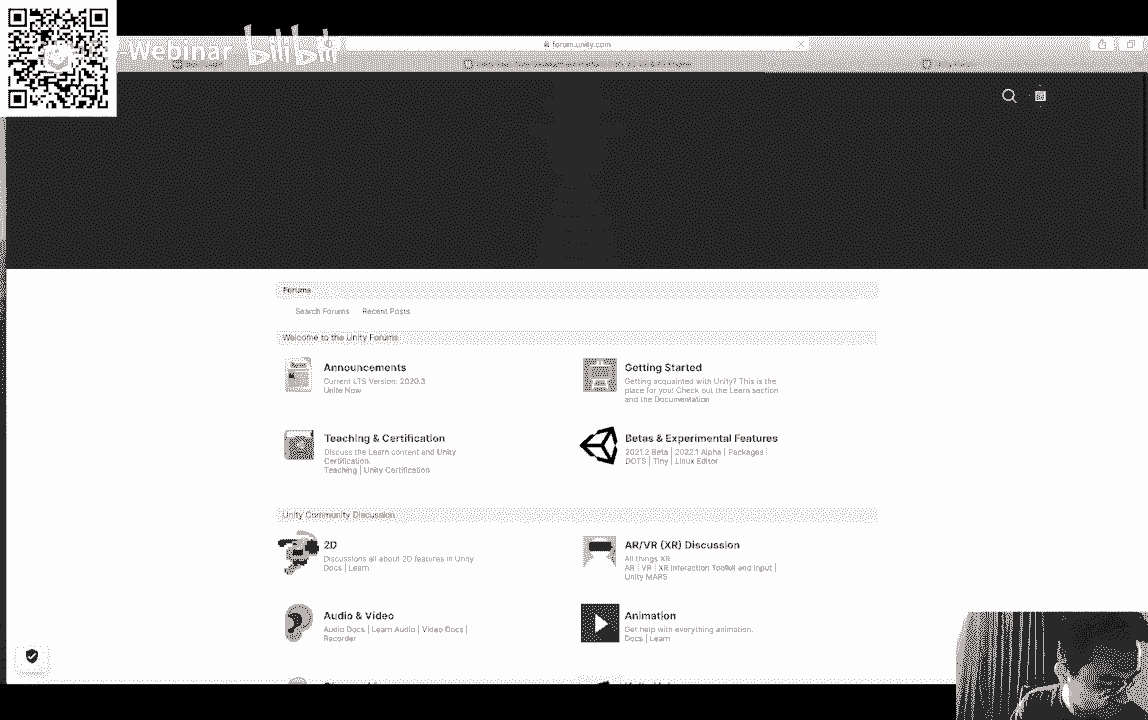 -Webinar bilibili
forum.unity.com
Forums
Search Forums Recent Posts
Welcome to the Unity Forums
Announcements
Current LTS Version: 2020.3
Unite Now
Getting Started
Getting acquainted with Unity? This is the
place for you! Check out the Learn section
and the Documentation
Teaching & Certification
Discuss the Learn content and Unity
Certification.
Teaching | Unity Certification
Betas & Experimental Features
2021.2 Beta | 2022.1 Alpha | Packages |
DOTS | Tiny | Linux Editor
Unity Community Discussion
2D
Discussions all about 2D features in Unity
Docs | Learn
AR/VR (XR) Discussion
All things XR
AR | VR | XR Interaction Toolkit and Input |
Unity MARS
Audio & Video
Audio Docs | Learn Audio | Video Docs |
Recorder
Animation
Get help with everything animation.
Docs | Learn